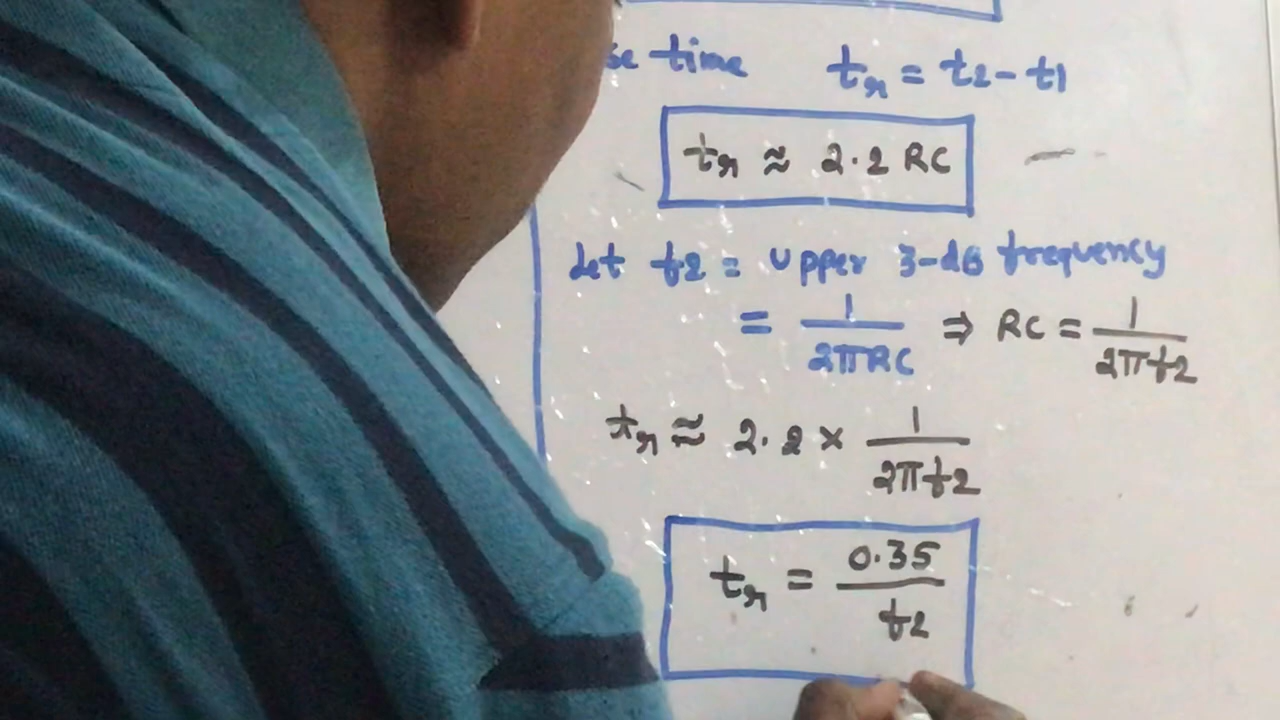 time tr = t2 - t1
tr ≈ 2.2 RC
Let f2 = upper 3-dB frequency
= 1/2πRC ⇒ RC = 1/2πf2
tr ≈ 2.2 × 1/2πf2
tr = 0.35/f2